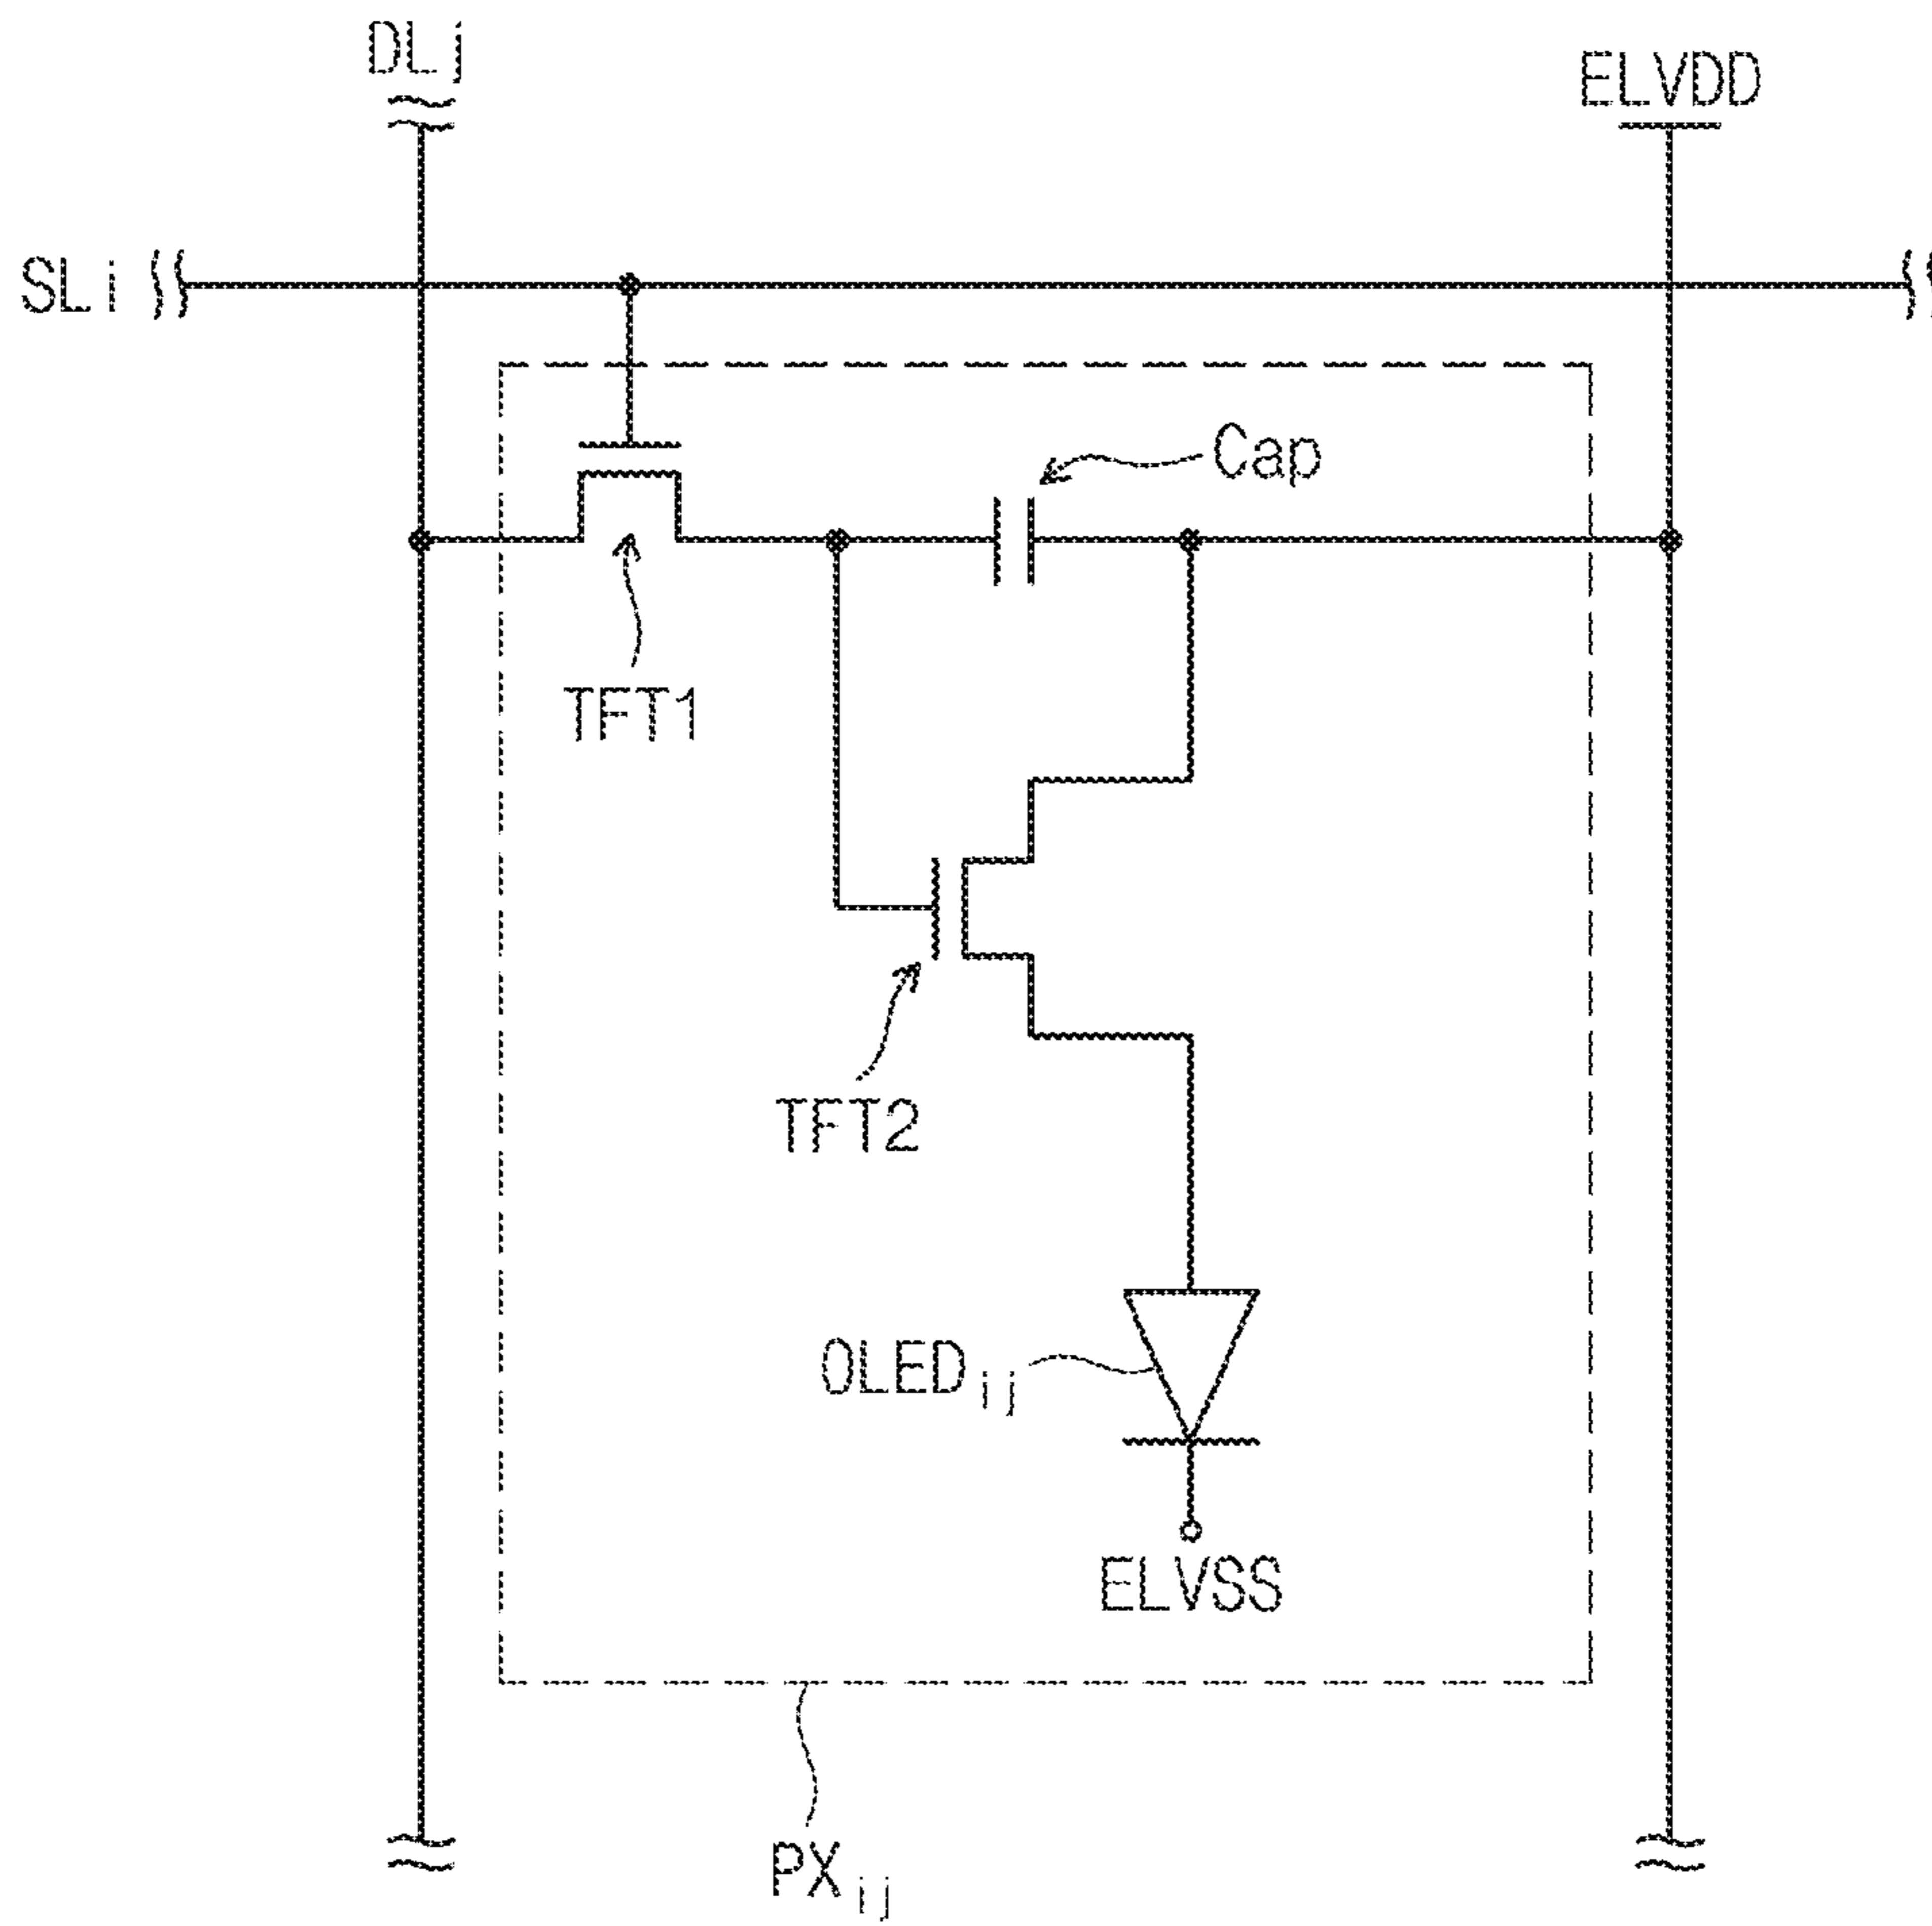 DLj
ELVDD
SLi
Cap
TFT1
TFT2
OLEDij
ELVSS
PXij